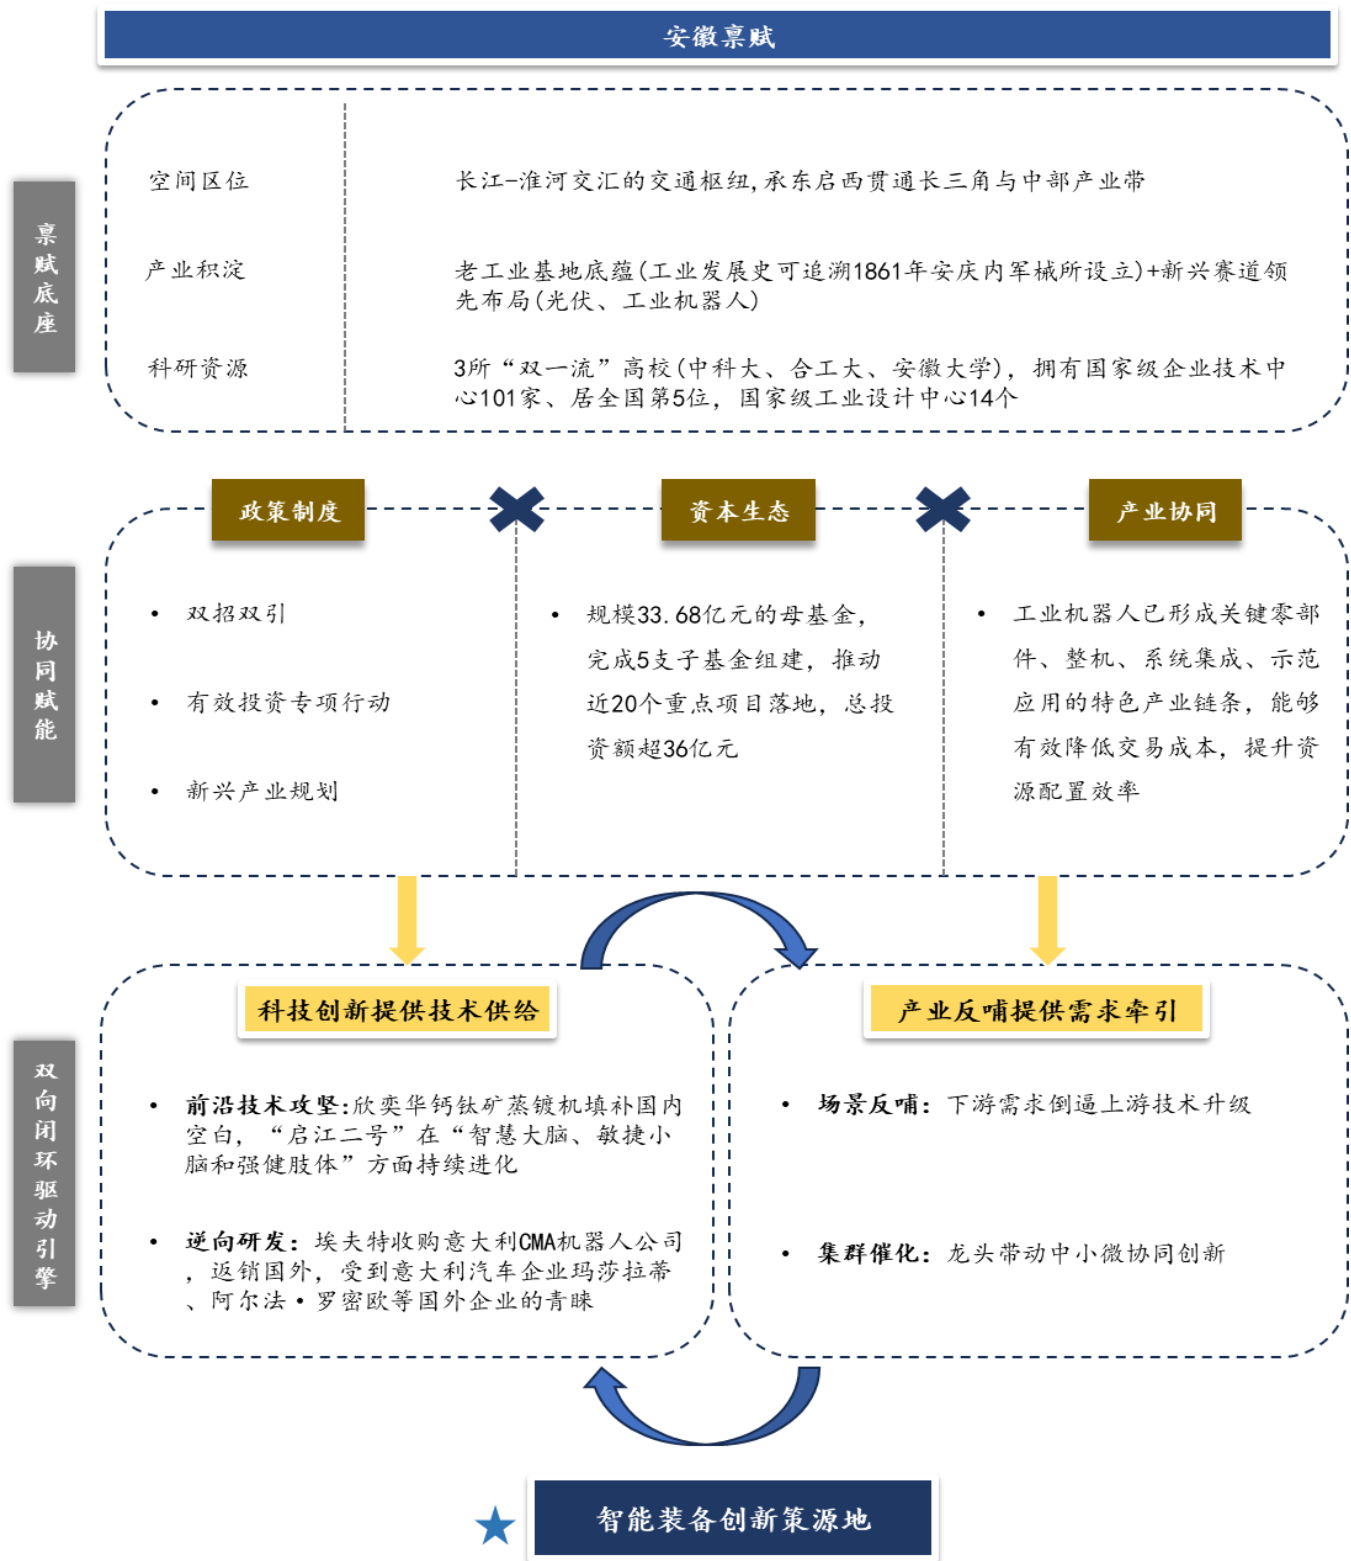 安徽禀赋
禀赋底座
空间区位
长江-淮河交汇的交通枢纽,承东启西贯通长三角与中部产业带
产业积淀
老工业基地底蕴(工业发展史可追溯1861年安庆内军械所设立)+新兴赛道领
先布局(光伏、工业机器人)
科研资源
3所“双一流”高校(中科大、合工大、安徽大学)，拥有国家级企业技术中
心101家、居全国第5位，国家级工业设计中心14个
协同赋能
政策制度
• 双招双引
• 有效投资专项行动
• 新兴产业规划
资本生态
• 规模33.68亿元的母基金，
完成5支子基金组建，推动
近20个重点项目落地，总投
资额超36亿元
产业协同
• 工业机器人已形成关键零部
件、整机、系统集成、示范
应用的特色产业链条，能够
有效降低交易成本，提升资
源配置效率
双向闭环驱动引擎
科技创新提供技术供给
• 前沿技术攻坚:欣奕华钙钛矿蒸镀机填补国内
空白，“启江二号”在“智慧大脑、敏捷小
脑和强健肢体”方面持续进化
• 逆向研发：埃夫特收购意大利CMA机器人公司
，返销国外，受到意大利汽车企业玛莎拉蒂
、阿尔法·罗密欧等国外企业的青睐
产业反哺提供需求牵引
• 场景反哺：下游需求倒逼上游技术升级
• 集群催化：龙头带动中小微协同创新
智能装备创新策源地